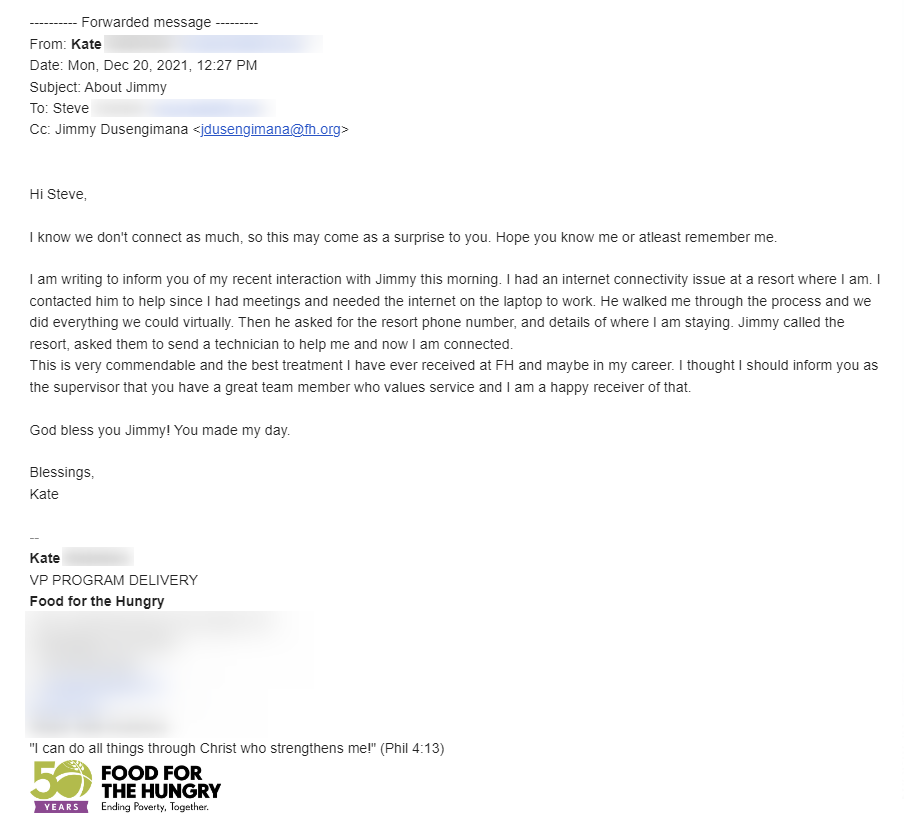 ---------- Forwarded message ---------
From: Kate
Date: Mon, Dec 20, 2021, 12:27 PM
Subject: About Jimmy
To: Steve
Cc: Jimmy Dusengimana <jdusengimana@fh.org>
Hi Steve,
I know we don't connect as much, so this may come as a surprise to you. Hope you know me or atleast remember me.
I am writing to inform you of my recent interaction with Jimmy this morning. I had an internet connectivity issue at a resort where I am. I
contacted him to help since I had meetings and needed the internet on the laptop to work. He walked me through the process and we
did everything we could virtually. Then he asked for the resort phone number, and details of where I am staying. Jimmy called the
resort, asked them to send a technician to help me and now I am connected.
This is very commendable and the best treatment I have ever received at FH and maybe in my career. I thought I should inform you as
the supervisor that you have a great team member who values service and I am a happy receiver of that.
God bless you Jimmy! You made my day.
Blessings,
Kate
--
Kate
VP PROGRAM DELIVERY
Food for the Hungry
"I can do all things through Christ who strengthens me!" (Phil 4:13)
50 YEARS
FOOD FOR
THE HUNGRY
Ending Poverty, Together.